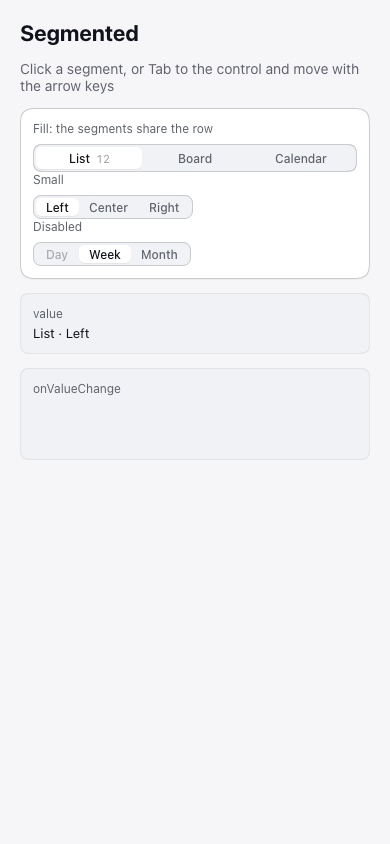 Segmented
Click a segment, or Tab to the control and move with
the arrow keys
Fill: the segments share the row
List 12 Board Calendar
Small
Left Center Right
Disabled
Day Week Month
value
List · Left
onValueChange